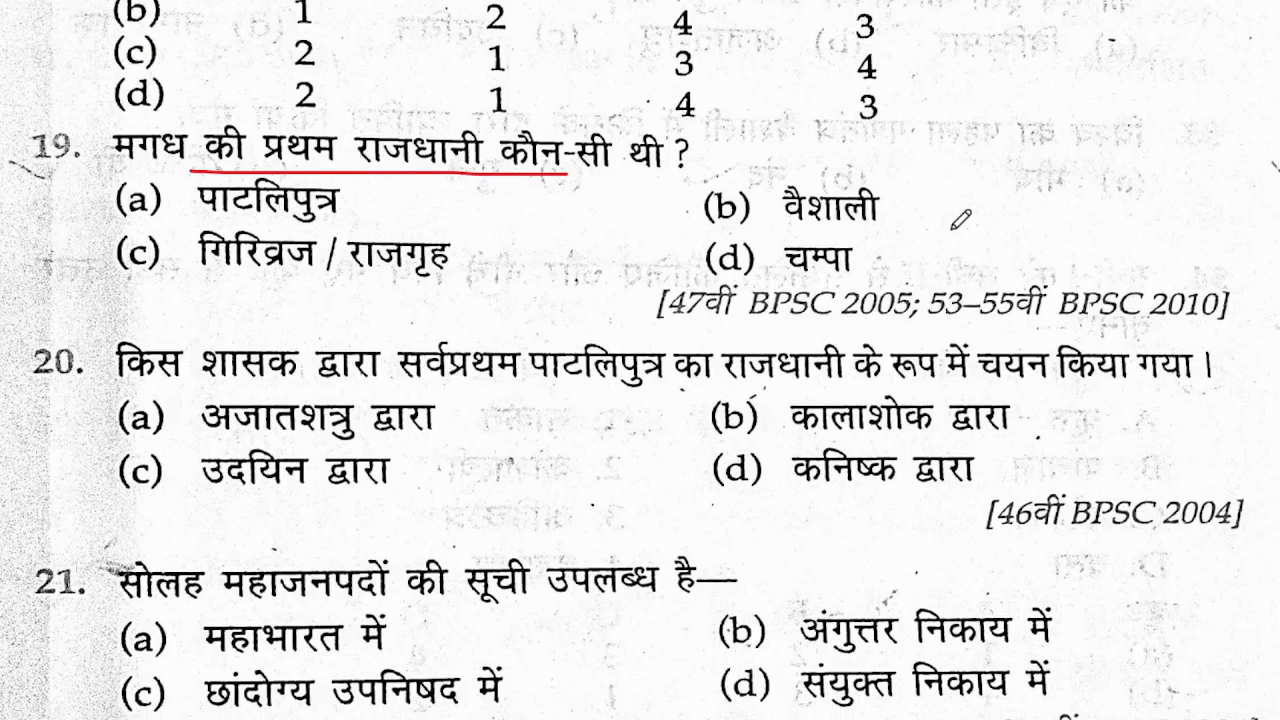 (b) 1 2 4 3
(c) 2 1 3 4
(d) 2 1 4 3
19. मगध की प्रथम राजधानी कौन-सी थी ?
(a) पाटलिपुत्र (b) वैशाली
(c) गिरिव्रज / राजगृह (d) चम्पा
[47वीं BPSC 2005; 53–55वीं BPSC 2010]
20. किस शासक द्वारा सर्वप्रथम पाटलिपुत्र का राजधानी के रूप में चयन किया गया।
(a) अजातशत्रु द्वारा (b) कालाशोक द्वारा
(c) उदयिन द्वारा (d) कनिष्क द्वारा
[46वीं BPSC 2004]
21. सोलह महाजनपदों की सूची उपलब्ध है—
(a) महाभारत में (b) अंगुत्तर निकाय में
(c) छांदोग्य उपनिषद में (d) संयुक्त निकाय में